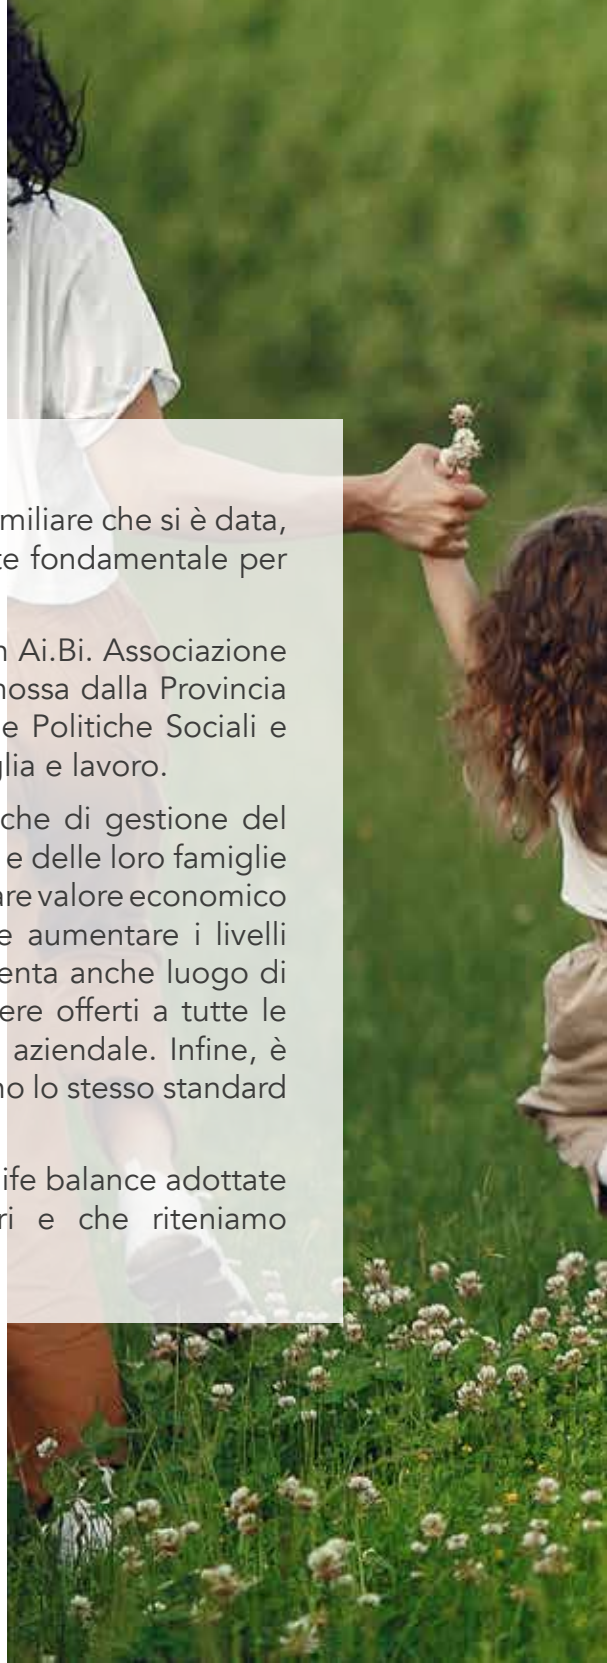 miliare che si è data,
te fondamentale per
n Ai.Bi. Associazione
nossa dalla Provincia
e Politiche Sociali e
glia e lavoro.
che di gestione del
e delle loro famiglie
are valore economico
e aumentare i livelli
enta anche luogo di
ere offerti a tutte le
aziendale. Infine, è
no lo stesso standard
life balance adottate
ri e che riteniamo